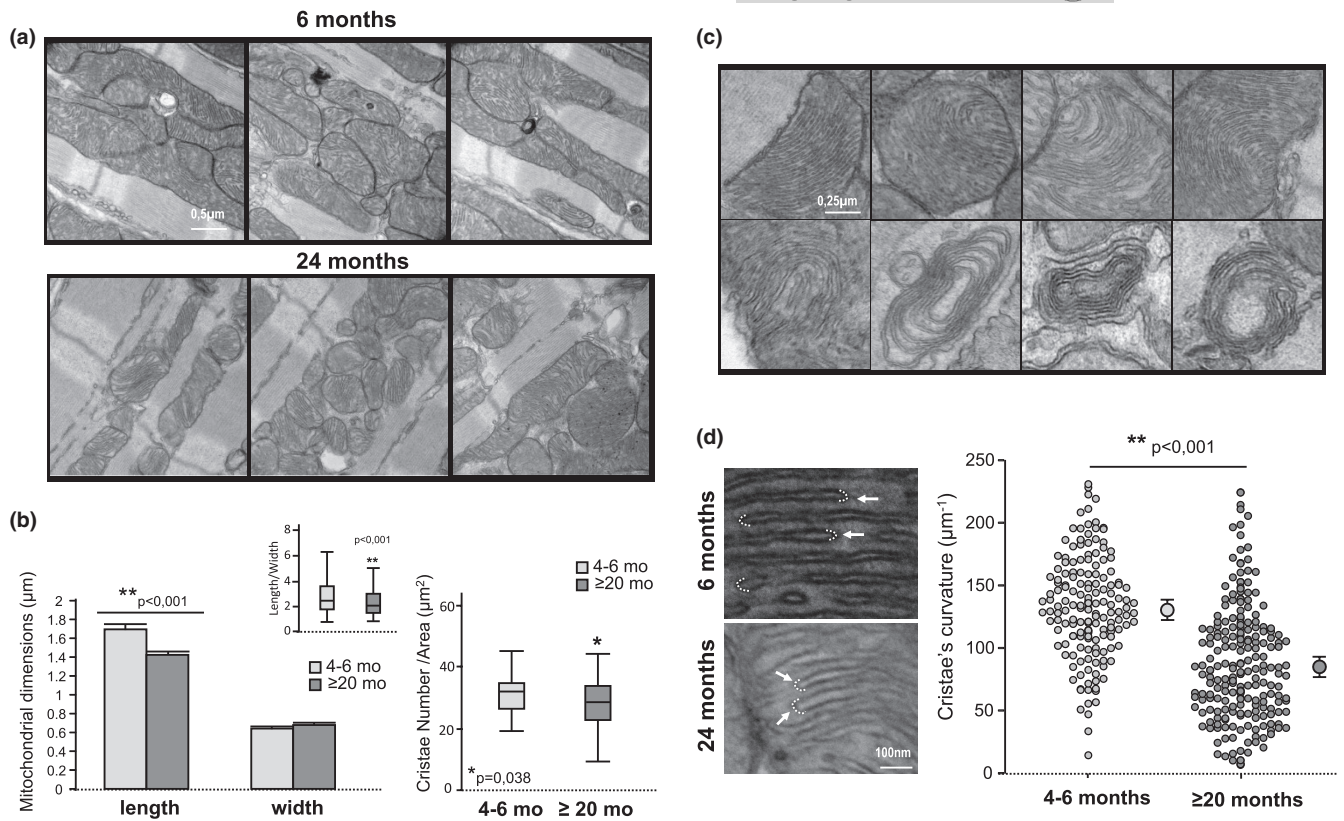 (a)
6 months
0,5µm
24 months
(b)
Mitochondrial dimensions (µm)
2
1.8
1.6
1.4
1.2
1
0.8
0.6
0.4
0.2
0
**p<0,001
length
width
4-6 mo
≥20 mo
Length/Width
8
6
4
2
0
p<0,001
**
Cristae Number /Area (µm²)
60
40
20
0
4-6 mo
≥20 mo
*
*p=0,038
4-6 mo
≥ 20 mo
(c)
0,25µm
(d)
6 months
24 months
100nm
Cristae's curvature (µm⁻¹)
250
200
150
100
50
0
** p<0,001
4-6 months
≥20 months